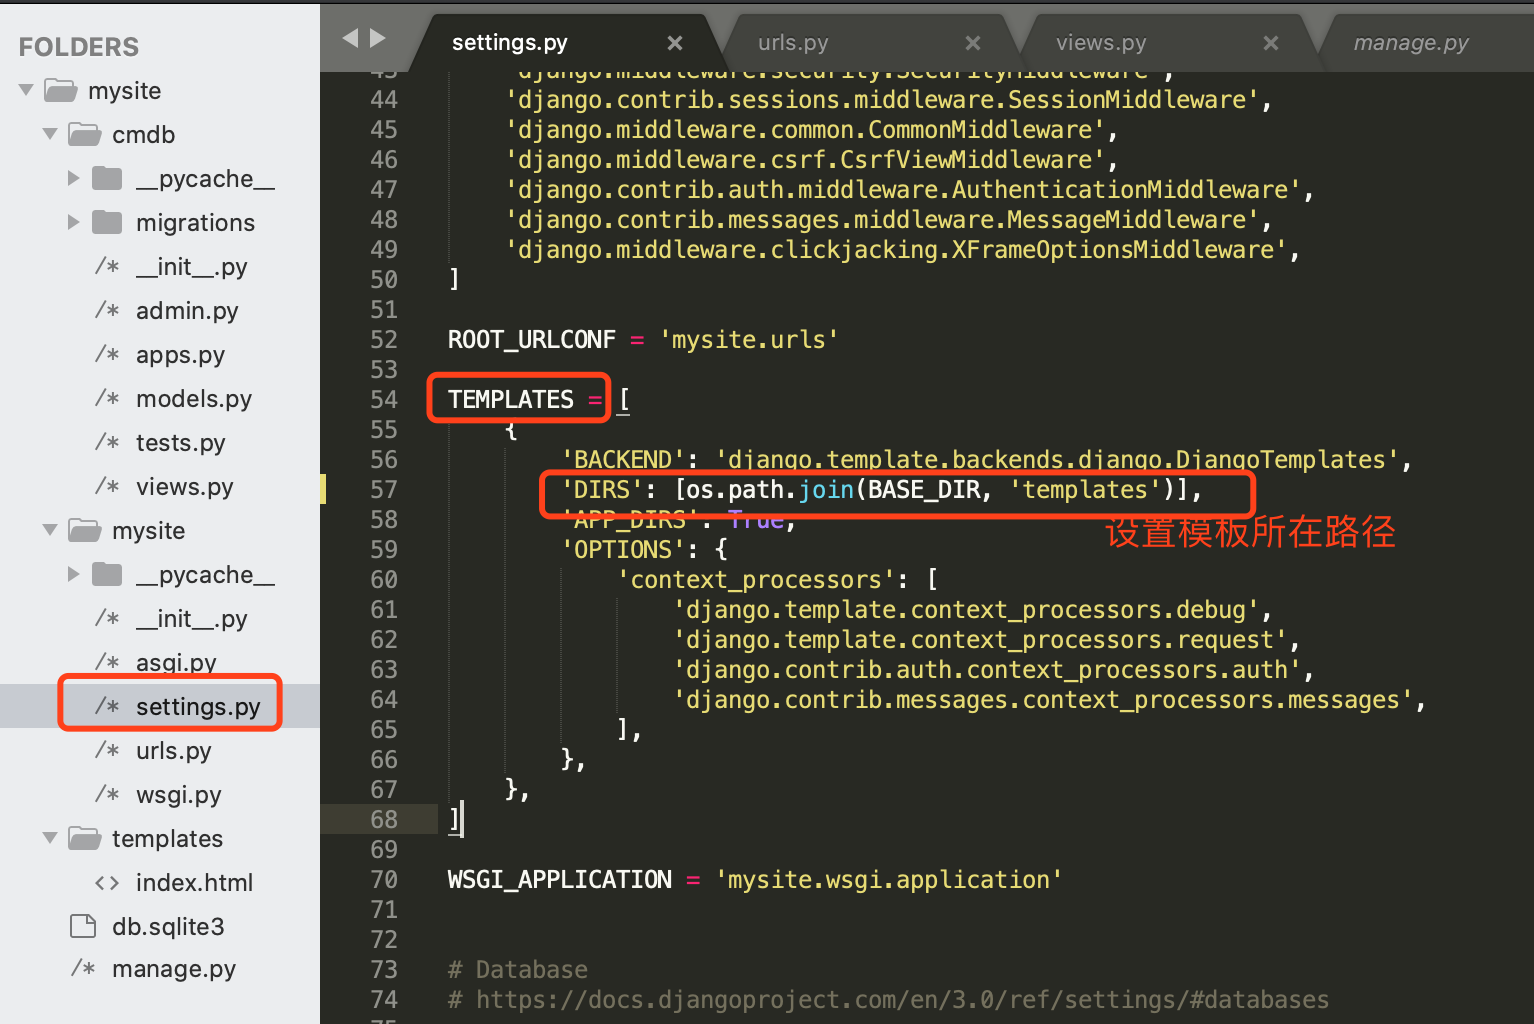 FOLDERS
mysite
cmdb
__pycache__
migrations
/* __init__.py
/* admin.py
/* apps.py
/* models.py
/* tests.py
/* views.py
mysite
__pycache__
/* __init__.py
/* asgi.py
/* settings.py
/* urls.py
/* wsgi.py
templates
<> index.html
db.sqlite3
/* manage.py
settings.py × urls.py × views.py × manage.py
43 'django.middleware.security.SecurityMiddleware',
44 'django.contrib.sessions.middleware.SessionMiddleware',
45 'django.middleware.common.CommonMiddleware',
46 'django.middleware.csrf.CsrfViewMiddleware',
47 'django.contrib.auth.middleware.AuthenticationMiddleware',
48 'django.contrib.messages.middleware.MessageMiddleware',
49 'django.middleware.clickjacking.XFrameOptionsMiddleware',
50 ]
51
52 ROOT_URLCONF = 'mysite.urls'
53
54 TEMPLATES = [
55 {
56 'BACKEND': 'django.template.backends.django.DjangoTemplates',
57 'DIRS': [os.path.join(BASE_DIR, 'templates')],
58 'APP_DIRS': True,
设置模板所在路径
59 'OPTIONS': {
60 'context_processors': [
61 'django.template.context_processors.debug',
62 'django.template.context_processors.request',
63 'django.contrib.auth.context_processors.auth',
64 'django.contrib.messages.context_processors.messages',
65 ],
66 },
67 },
68 ]
69
70 WSGI_APPLICATION = 'mysite.wsgi.application'
71
72
73 # Database
74 # https://docs.djangoproject.com/en/3.0/ref/settings/#databases